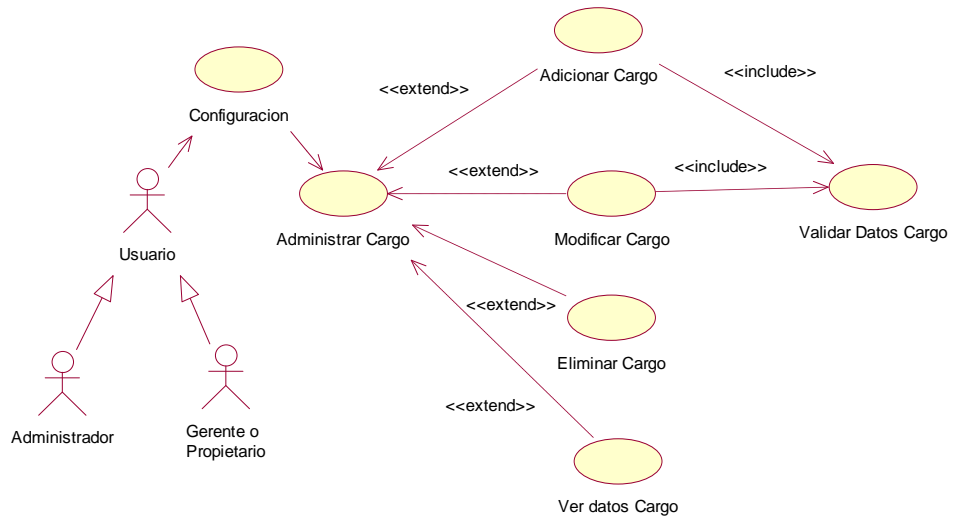 Adicionar Cargo
<<include>>
<<extend>>
Configuracion
<<extend>>
<<include>>
Administrar Cargo
Modificar Cargo
Validar Datos Cargo
Usuario
<<extend>>
Eliminar Cargo
<<extend>>
Administrador
Gerente o
Propietario
Ver datos Cargo